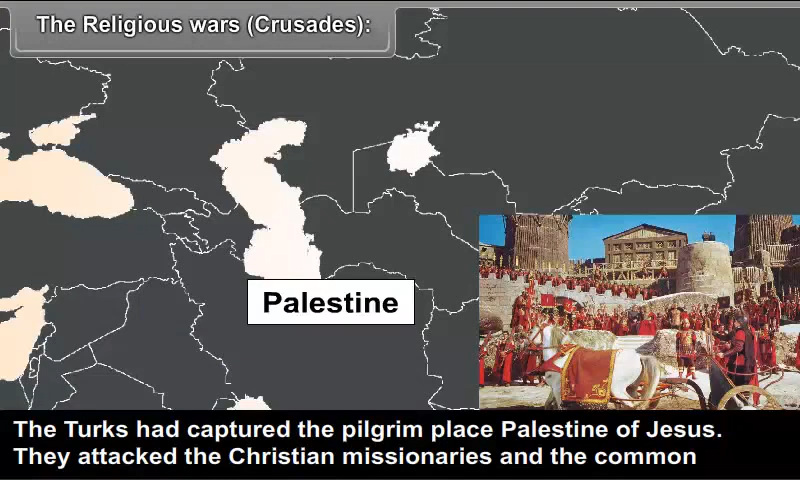 The Religious wars (Crusades):
Palestine
The Turks had captured the pilgrim place Palestine of Jesus.
They attacked the Christian missionaries and the common